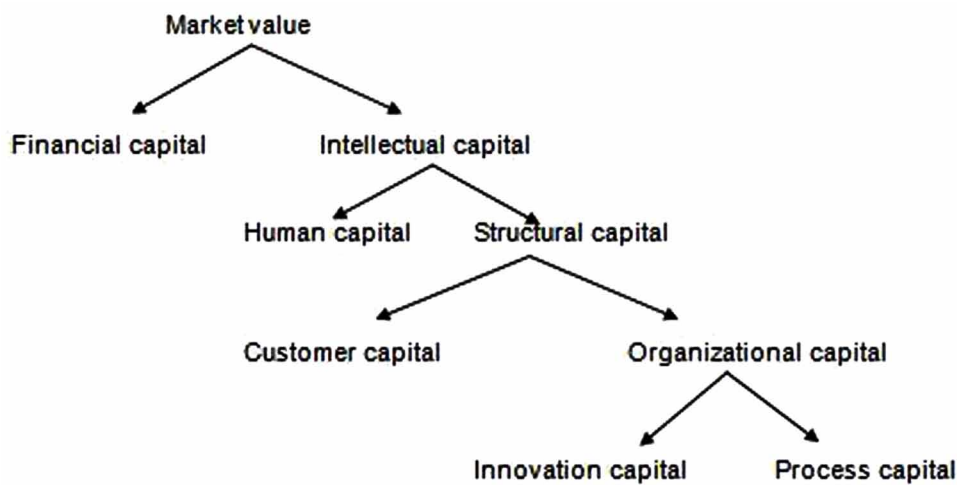 Market value
Financial capital
Intellectual capital
Human capital
Structural capital
Customer capital
Organizational capital
Innovation capital
Process capital